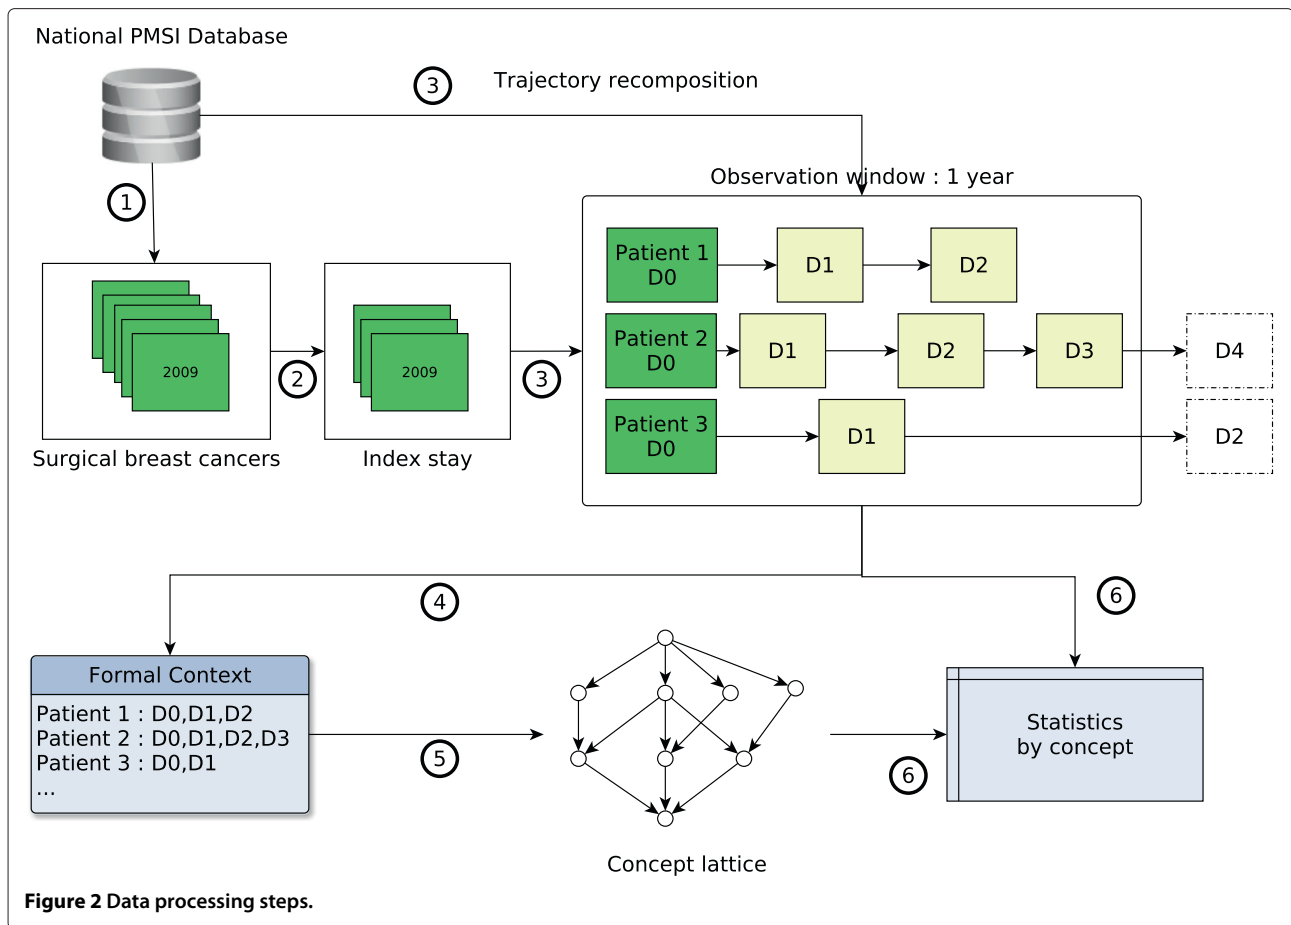 National PMSI Database
3
Trajectory recomposition
1
Observation window : 1 year
Patient 1
D0
D1
D2
Patient 2
D0
D1
D2
D3
D4
Patient 3
D0
D1
D2
2009
2
2009
3
Surgical breast cancers
Index stay
4
6
Formal Context
Patient 1 : D0,D1,D2
Patient 2 : D0,D1,D2,D3
Patient 3 : D0,D1
...
5
Concept lattice
6
Statistics
by concept
Figure 2 Data processing steps.